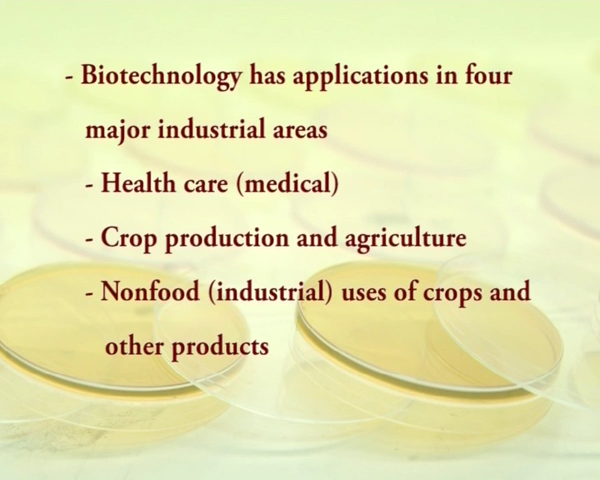 - Biotechnology has applications in four
major industrial areas
- Health care (medical)
- Crop production and agriculture
- Nonfood (industrial) uses of crops and
other products